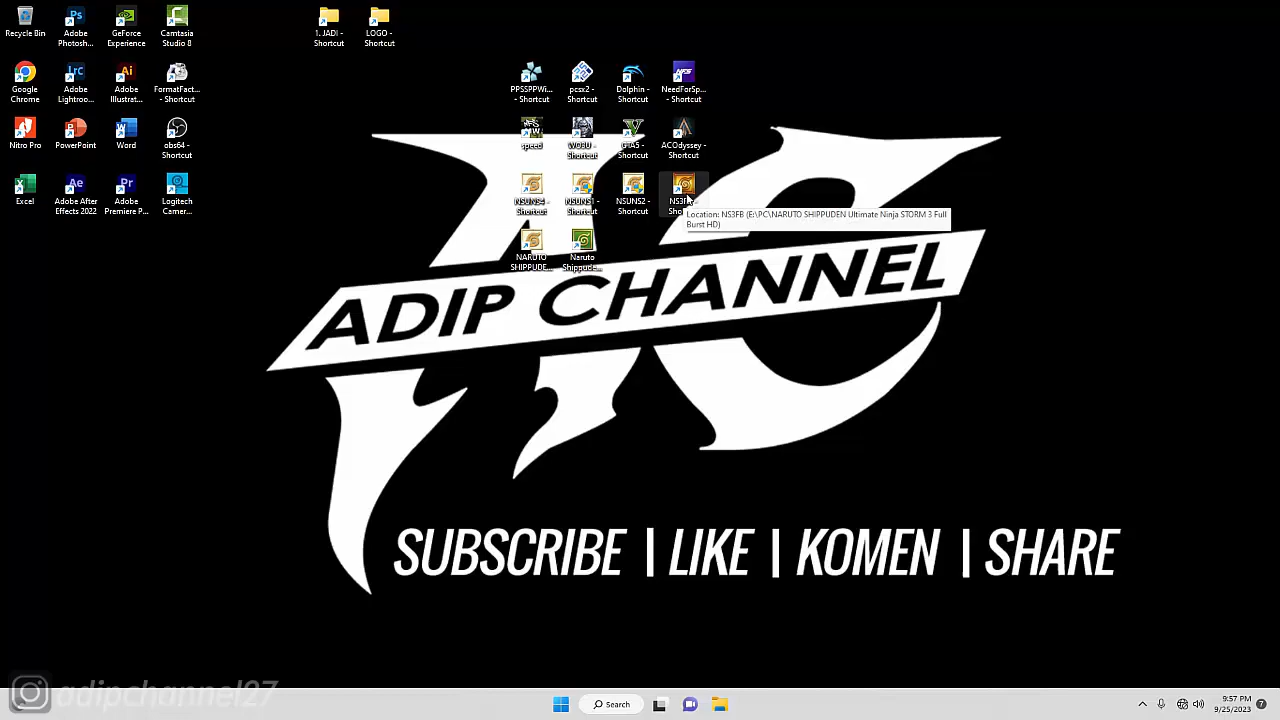 Recycle Bin
Adobe Photosh...
GeForce Experience
Camtasia Studio 8
1. JADI - Shortcut
LOGO - Shortcut
Google Chrome
Adobe Lightroo...
Adobe Illustrat...
FormatFact... - Shortcut
PPSSPPWi... - Shortcut
pcsx2 - Shortcut
Dolphin - Shortcut
NeedForSp... - Shortcut
Nitro Pro
PowerPoint
Word
obs64 - Shortcut
speed
Shortcut
GTA5 - Shortcut
ACOdyssey - Shortcut
Excel
Adobe After Effects 2022
Adobe Premiere P...
Logitech Camer...
NSUNS4 - Shortcut
NSUNS1 - Shortcut
NSUNS2 - Shortcut
Location: NS3FB (E:\PC\NARUTO SHIPPUDEN Ultimate Ninja STORM 3 Full
Burst HD)
NARUTO SHIPPUDE...
Naruto Shippude...
ADIP CHANNEL
SUBSCRIBE | LIKE | KOMEN | SHARE
adipchannel27
Search
9:57 PM
9/25/2023